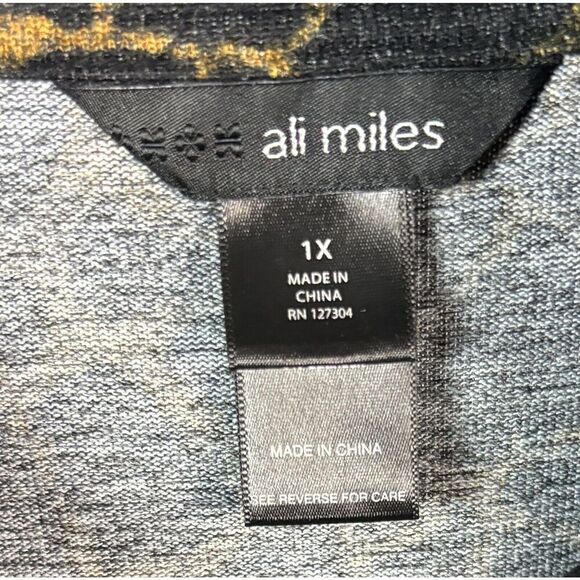 ali miles
1X
MADE IN
CHINA
RN 127304
MADE IN CHINA
SEE REVERSE FOR CARE